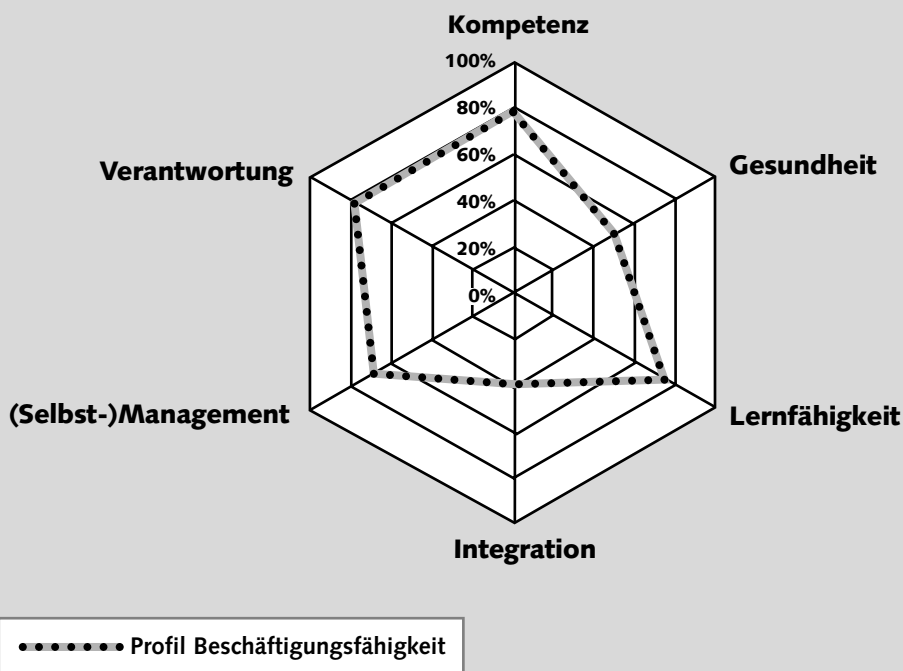 Kompetenz
100%
80%
60%
40%
20%
0%
Verantwortung
Gesundheit
(Selbst-)Management
Lernfähigkeit
Integration
Profil Beschäftigungsfähigkeit